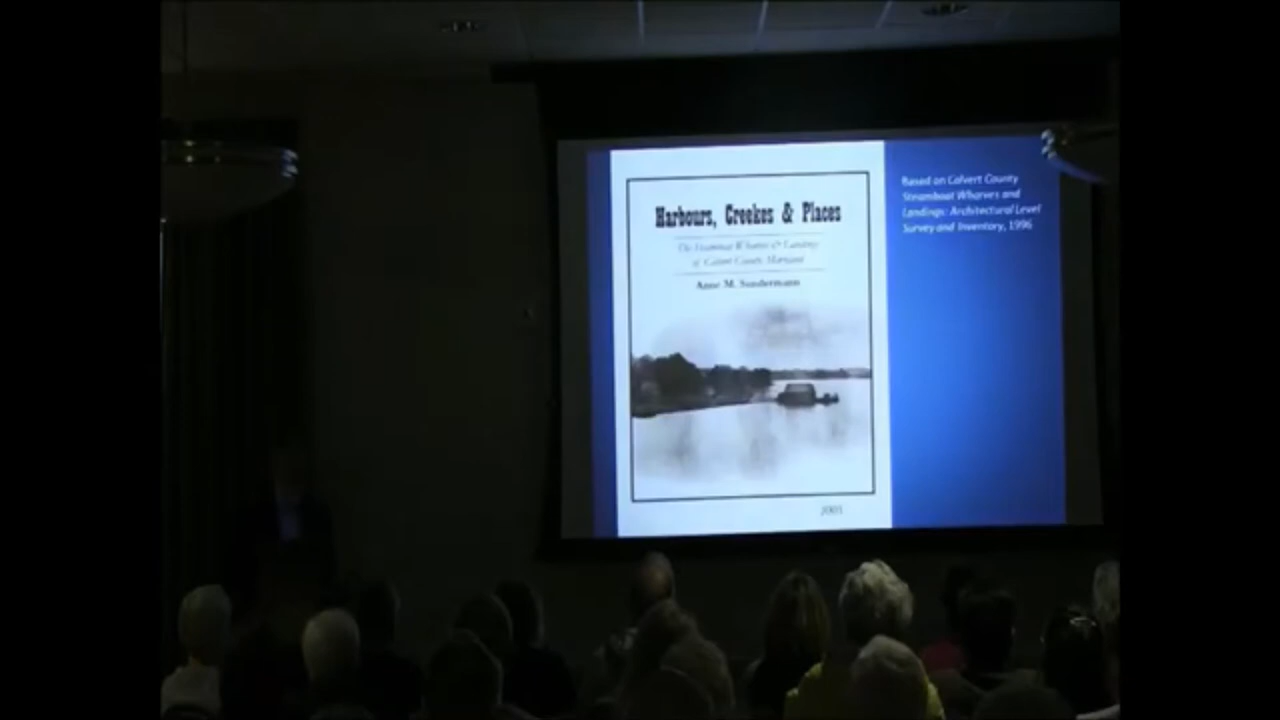 Harbours, Creekes & Places
The Steamboat Wharves & Landings
of Calvert County Maryland
Anne M. Sundermann
2001
Based on Calvert County
Steamboat Wharves and
Landings: Architectural Level
Survey and Inventory, 1996